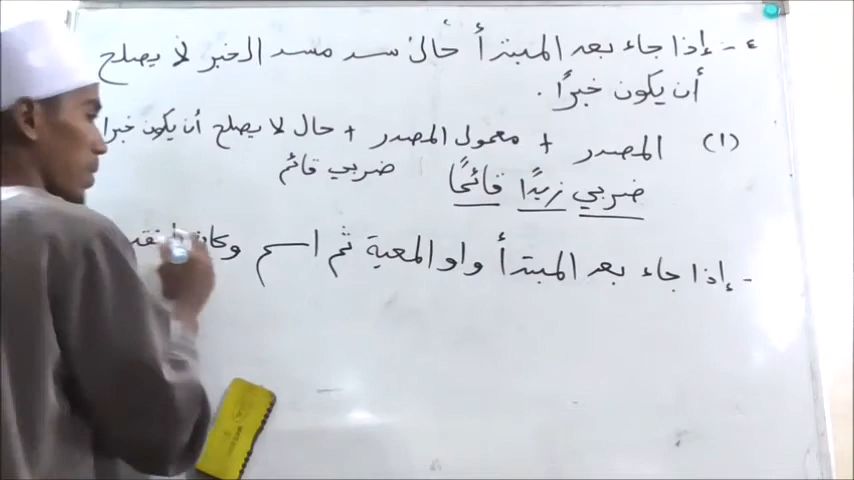 ٤ - إذا جاء بعد المبتدأ حالٌ سد مسد الخبر لا يصلح
أن يكون خبرًا .
(١) المصدر + معمول المصدر + حال لا يصلح أن يكون خبرا
ضربي زيدًا قائمًا ضربي قائم
- إذا جاء بعد المبتدأ واو المعية ثم اسم وكان